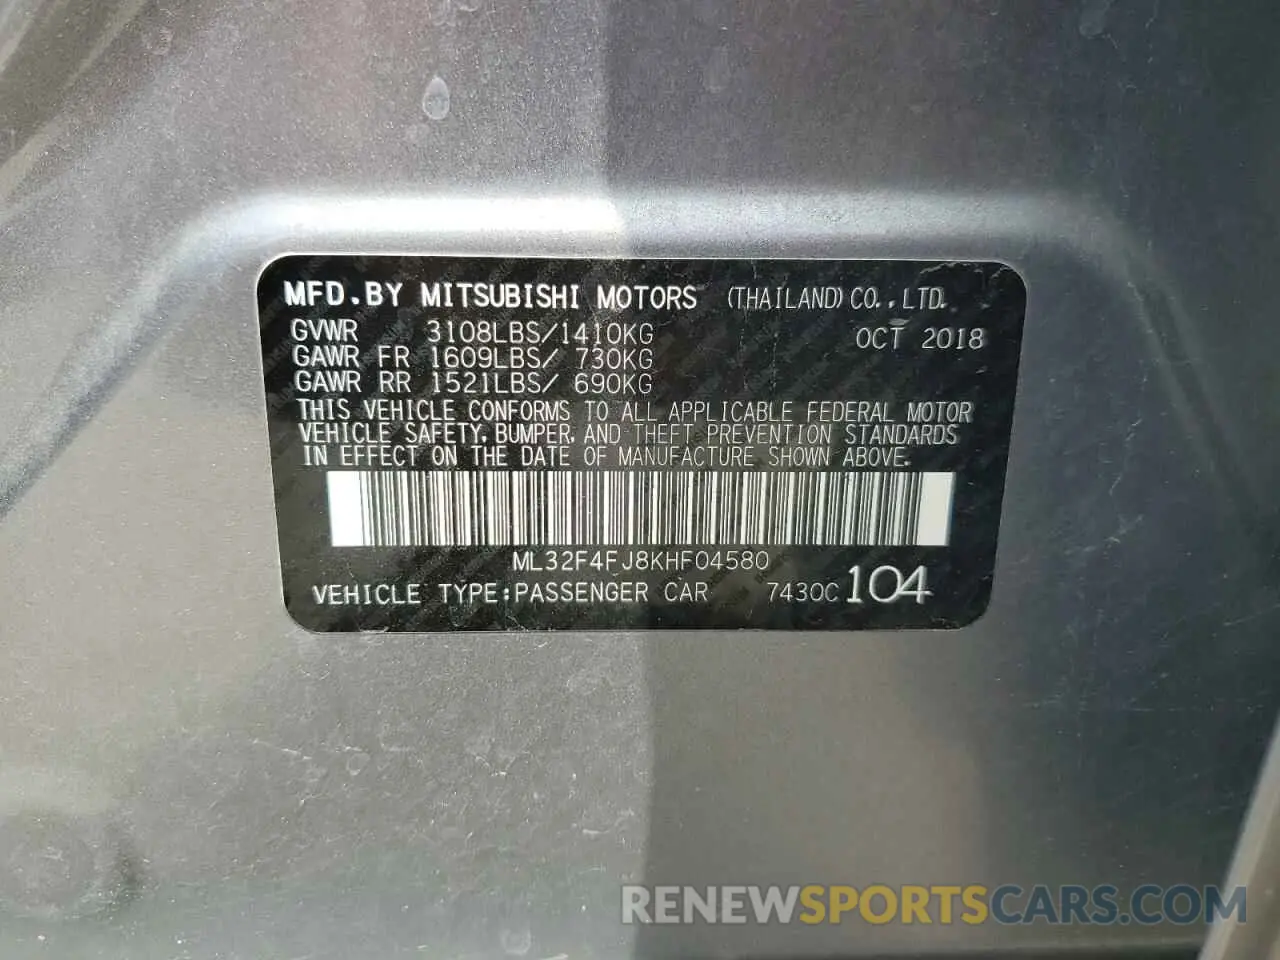 MFD.BY MITSUBISHI MOTORS (THAILAND) CO.,LTD.
GVWR 3108LBS/1410KG OCT 2018
GAWR FR 1609LBS/ 730KG
GAWR RR 1521LBS/ 690KG
THIS VEHICLE CONFORMS TO ALL APPLICABLE FEDERAL MOTOR
VEHICLE SAFETY, BUMPER, AND THEFT PREVENTION STANDARDS
IN EFFECT ON THE DATE OF MANUFACTURE SHOWN ABOVE.
ML32F4FJ8KHF04580
VEHICLE TYPE:PASSENGER CAR 7430C 104
RENEWSPORTSCARS.COM